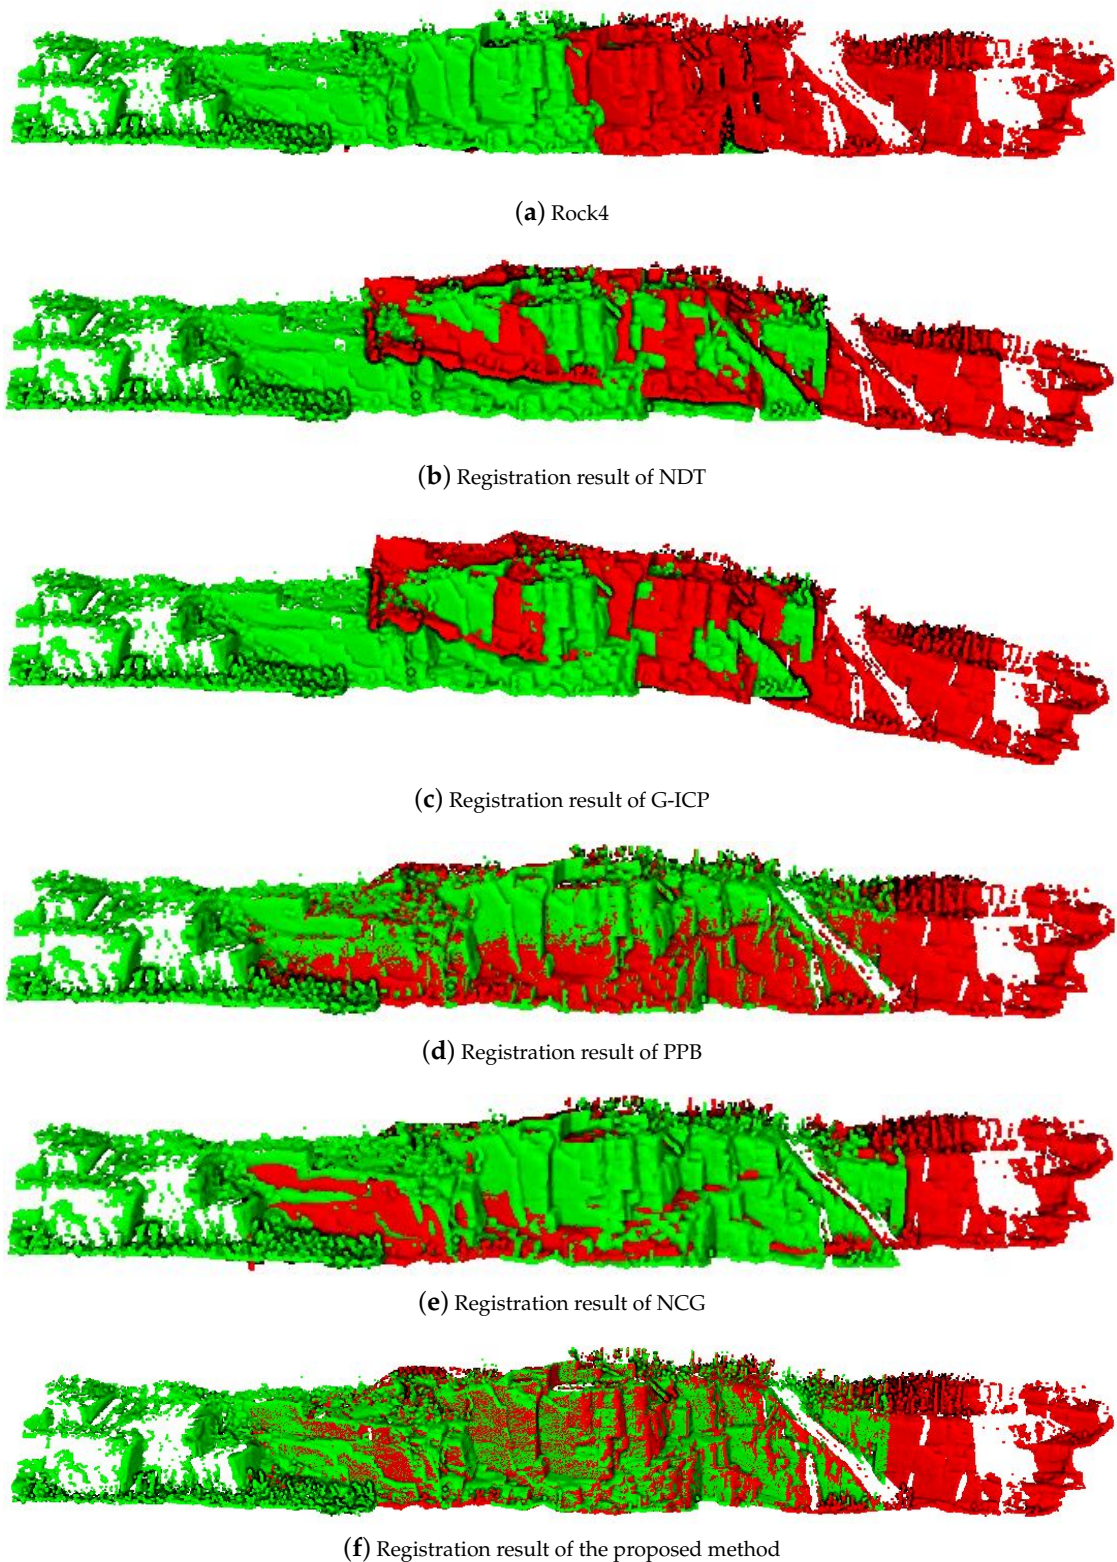 (a) Rock4
(b) Registration result of NDT
(c) Registration result of G-ICP
(d) Registration result of PPB
(e) Registration result of NCG
(f) Registration result of the proposed method